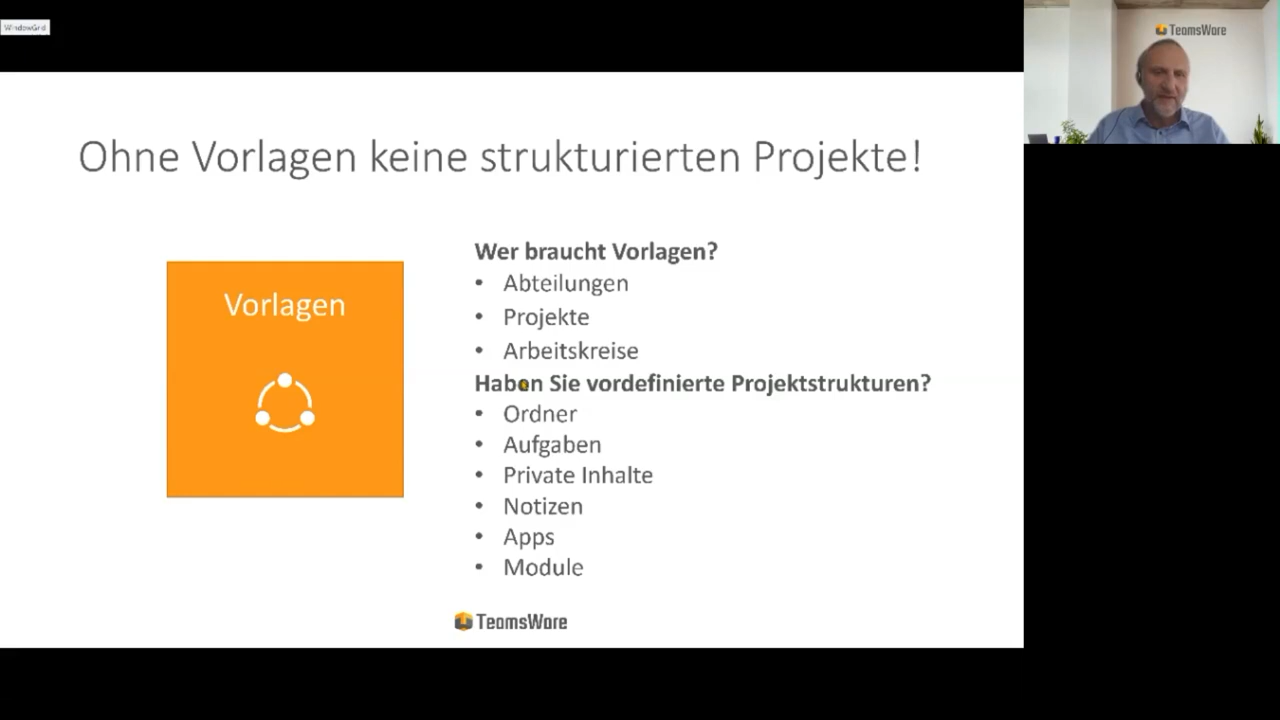 WindowGrid
TeamsWare
Ohne Vorlagen keine strukturierten Projekte!
Vorlagen
Wer braucht Vorlagen?
• Abteilungen
• Projekte
• Arbeitskreise
Haben Sie vordefinierte Projektstrukturen?
• Ordner
• Aufgaben
• Private Inhalte
• Notizen
• Apps
• Module
TeamsWare